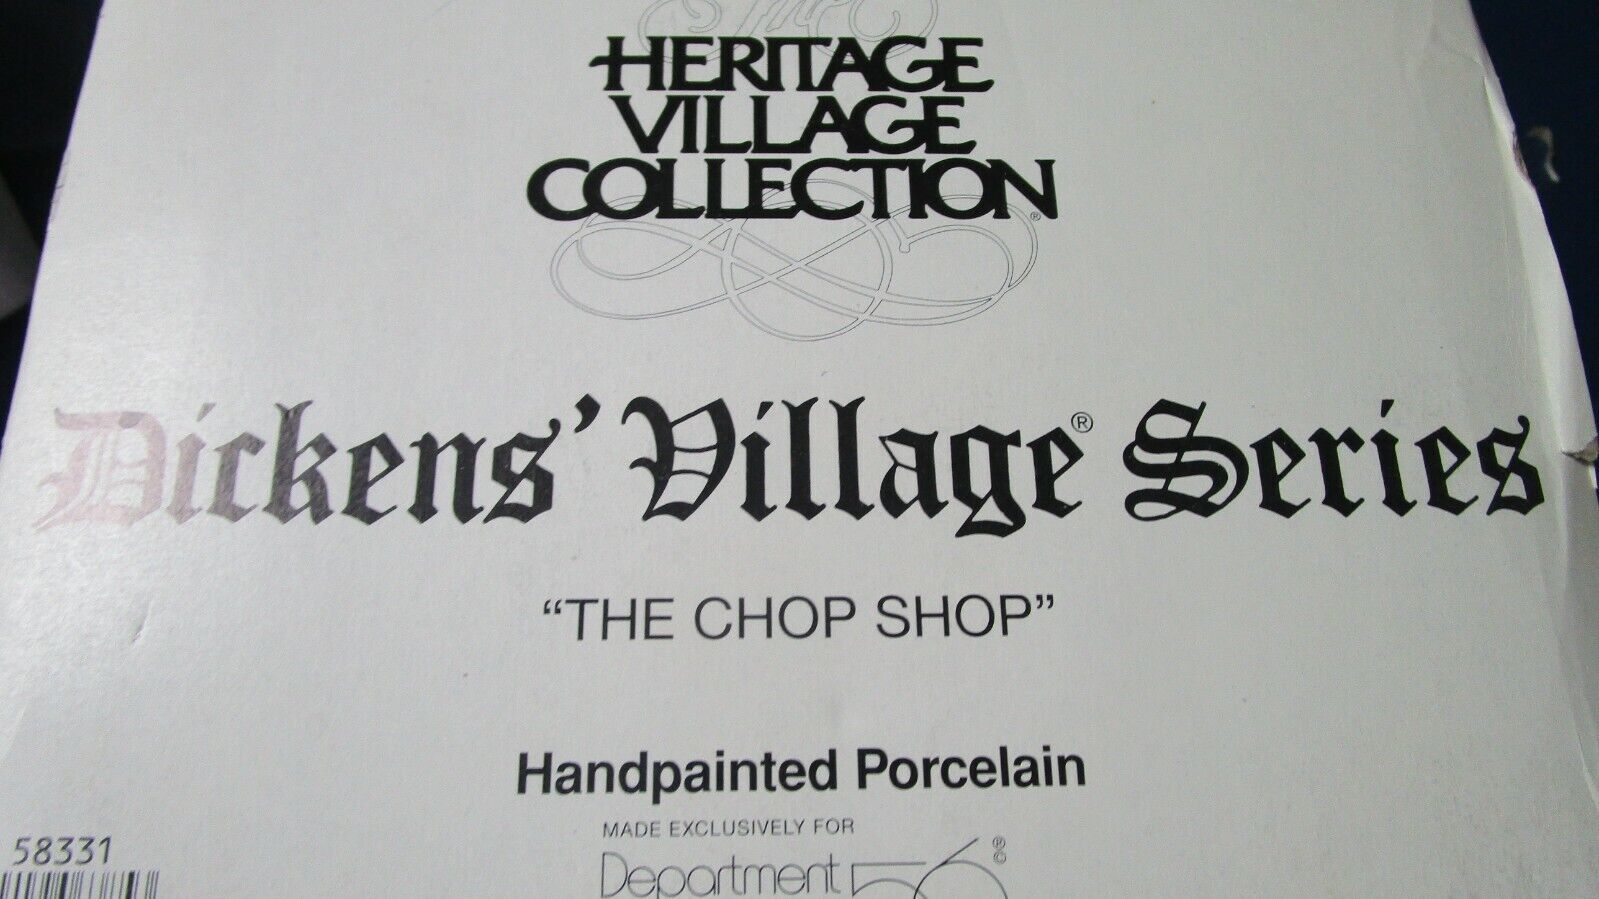 HERITAGE
VILLAGE
COLLECTION®
Dickens' Village® Series
“THE CHOP SHOP”
Handpainted Porcelain
MADE EXCLUSIVELY FOR
Department 56®©
58331